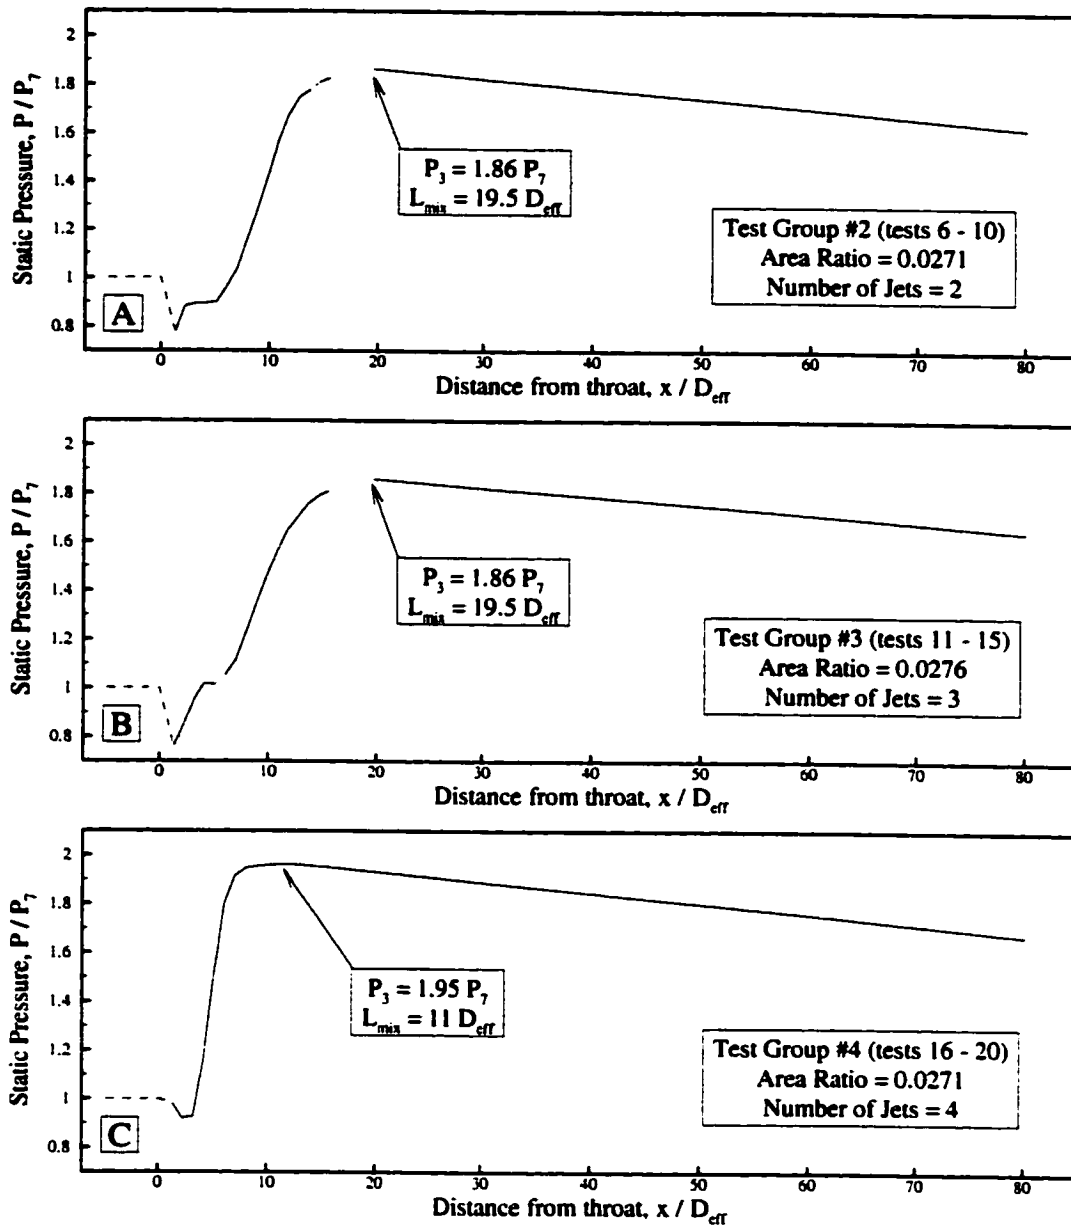 2
1.8
1.6
1.4
1.2
1
0.8
Static Pressure, P / P7
P3 = 1.86 P7
Lmix = 19.5 Deff
Test Group #2 (tests 6 - 10)
Area Ratio = 0.0271
Number of Jets = 2
A
0 10 20 30 40 50 60 70 80
Distance from throat, x / Deff
2
1.8
1.6
1.4
1.2
1
0.8
Static Pressure, P / P7
P3 = 1.86 P7
Lmix = 19.5 Deff
Test Group #3 (tests 11 - 15)
Area Ratio = 0.0276
Number of Jets = 3
B
0 10 20 30 40 50 60 70 80
Distance from throat, x / Deff
2
1.8
1.6
1.4
1.2
1
0.8
Static Pressure, P / P7
P3 = 1.95 P7
Lmix = 11 Deff
Test Group #4 (tests 16 - 20)
Area Ratio = 0.0271
Number of Jets = 4
C
0 10 20 30 40 50 60 70 80
Distance from throat, x / Deff